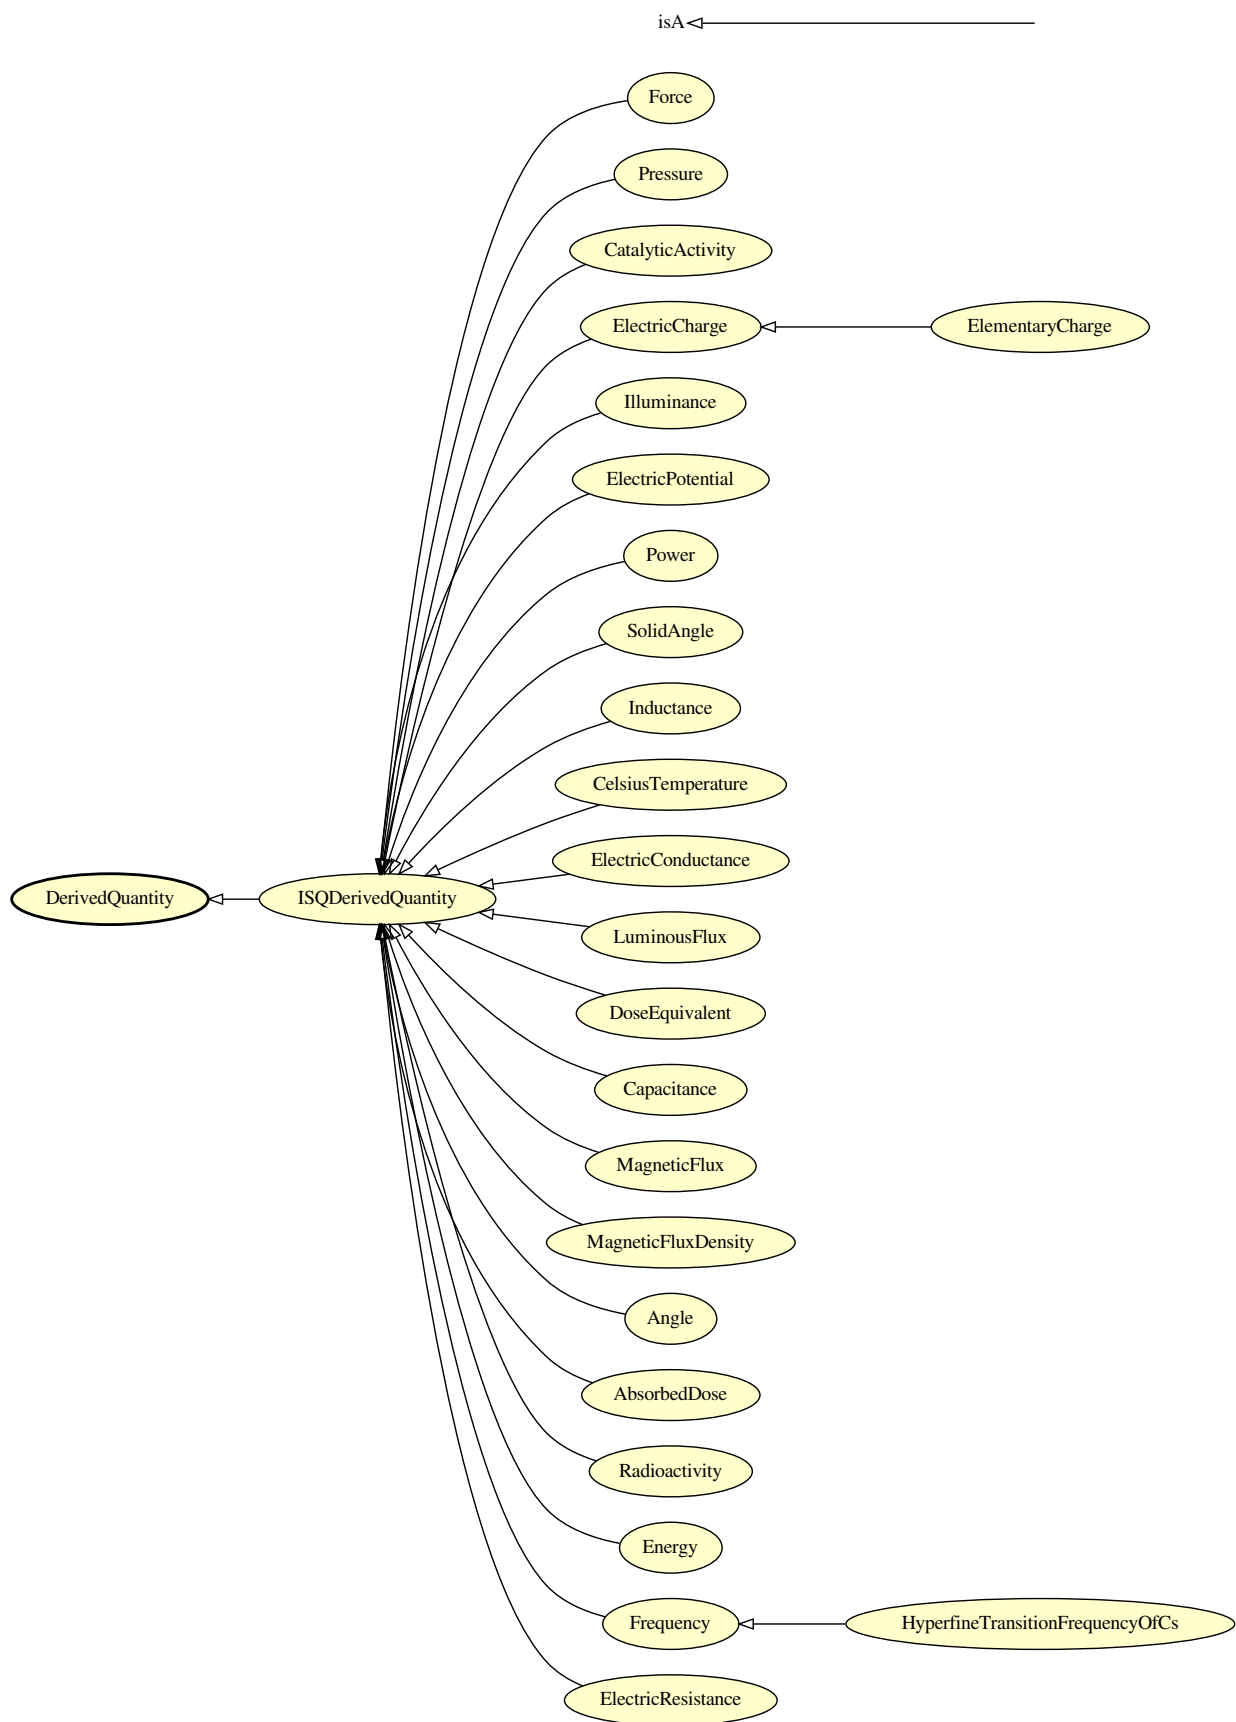 isA
Force
Pressure
CatalyticActivity
ElectricCharge
ElementaryCharge
Illuminance
ElectricPotential
Power
SolidAngle
Inductance
CelsiusTemperature
ElectricConductance
DerivedQuantity
ISQDerivedQuantity
LuminousFlux
DoseEquivalent
Capacitance
MagneticFlux
MagneticFluxDensity
Angle
AbsorbedDose
Radioactivity
Energy
Frequency
HyperfineTransitionFrequencyOfCs
ElectricResistance